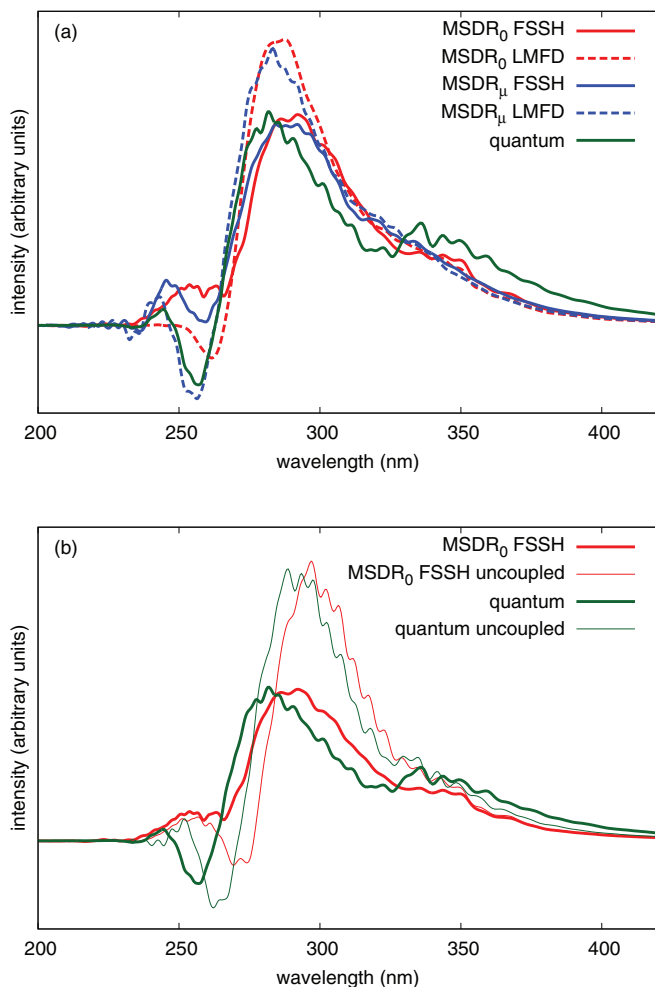 (a)
MSDR₀ FSSH
MSDR₀ LMFD
MSDRμ FSSH
MSDRμ LMFD
quantum
intensity (arbitrary units)
200 250 300 350 400
wavelength (nm)
(b)
MSDR₀ FSSH
MSDR₀ FSSH uncoupled
quantum
quantum uncoupled
intensity (arbitrary units)
200 250 300 350 400
wavelength (nm)